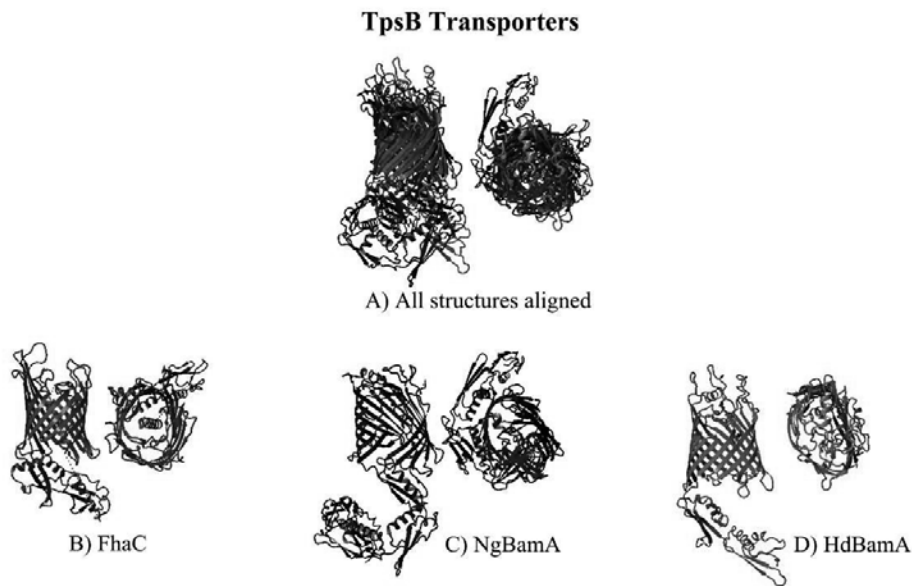 TpsB Transporters
A) All structures aligned
B) FhaC
C) NgBamA
D) HdBamA